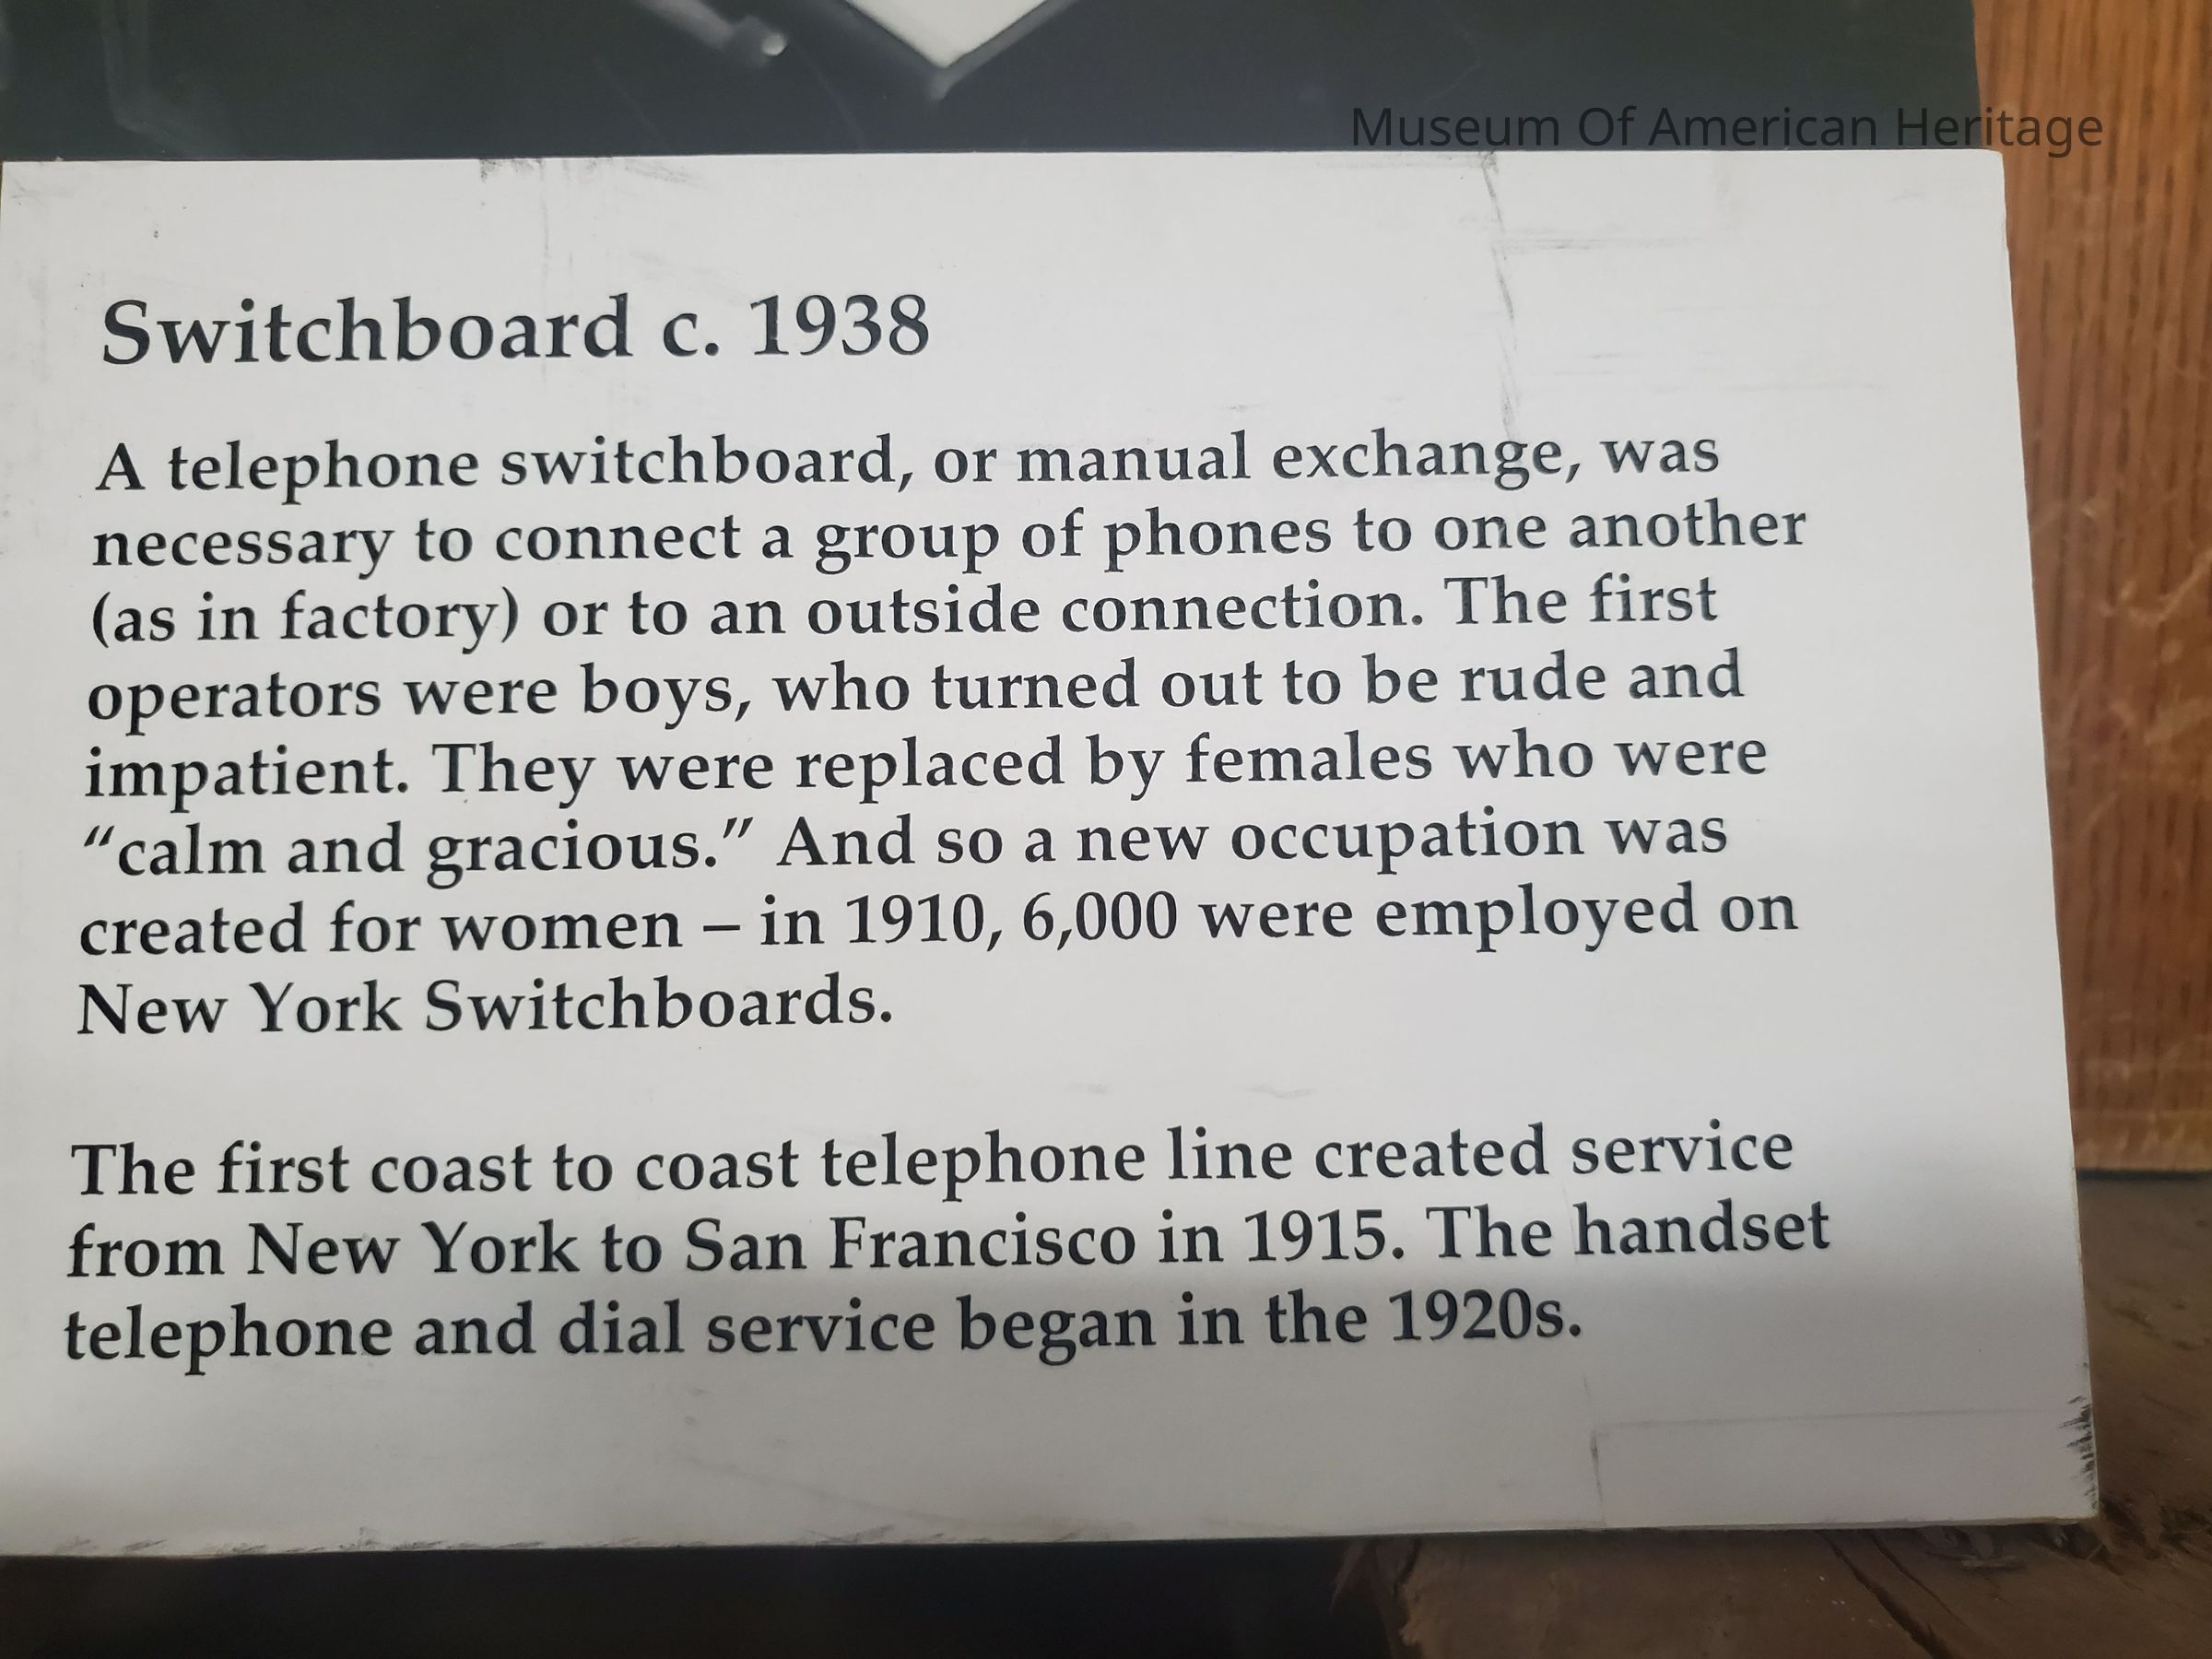 Museum Of American Heritage
Switchboard c. 1938
A telephone switchboard, or manual exchange, was
necessary to connect a group of phones to one another
(as in factory) or to an outside connection. The first
operators were boys, who turned out to be rude and
impatient. They were replaced by females who were
“calm and gracious.” And so a new occupation was
created for women – in 1910, 6,000 were employed on
New York Switchboards.
The first coast to coast telephone line created service
from New York to San Francisco in 1915. The handset
telephone and dial service began in the 1920s.